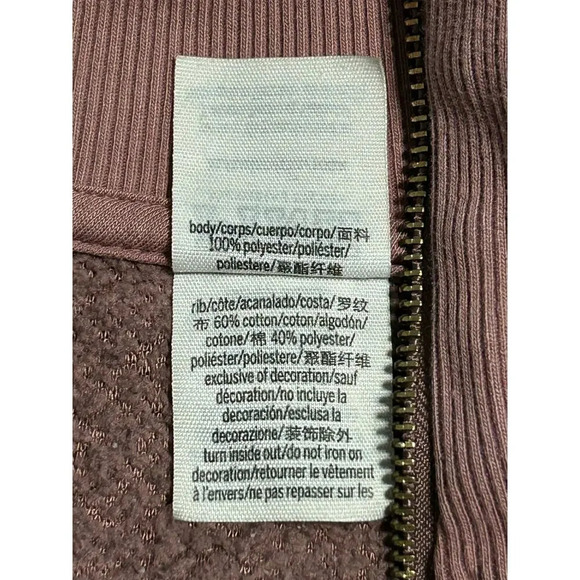 body/corps/cuerpo/corpo/面料
100% polyester/poliéster/
poliestere/聚酯纤维
rib/côte/acanalado/costa/罗纹
布 60% cotton/coton/algodón/
cotone/棉 40% polyester/
poliéster/poliestere/聚酯纤维
exclusive of decoration/sauf
décoration/no incluye la
decoración/esclusa la
decorazione/装饰除外
turn inside out/do not iron on
decoration/retourner le vêtement
à l'envers/ne pas repasser sur les